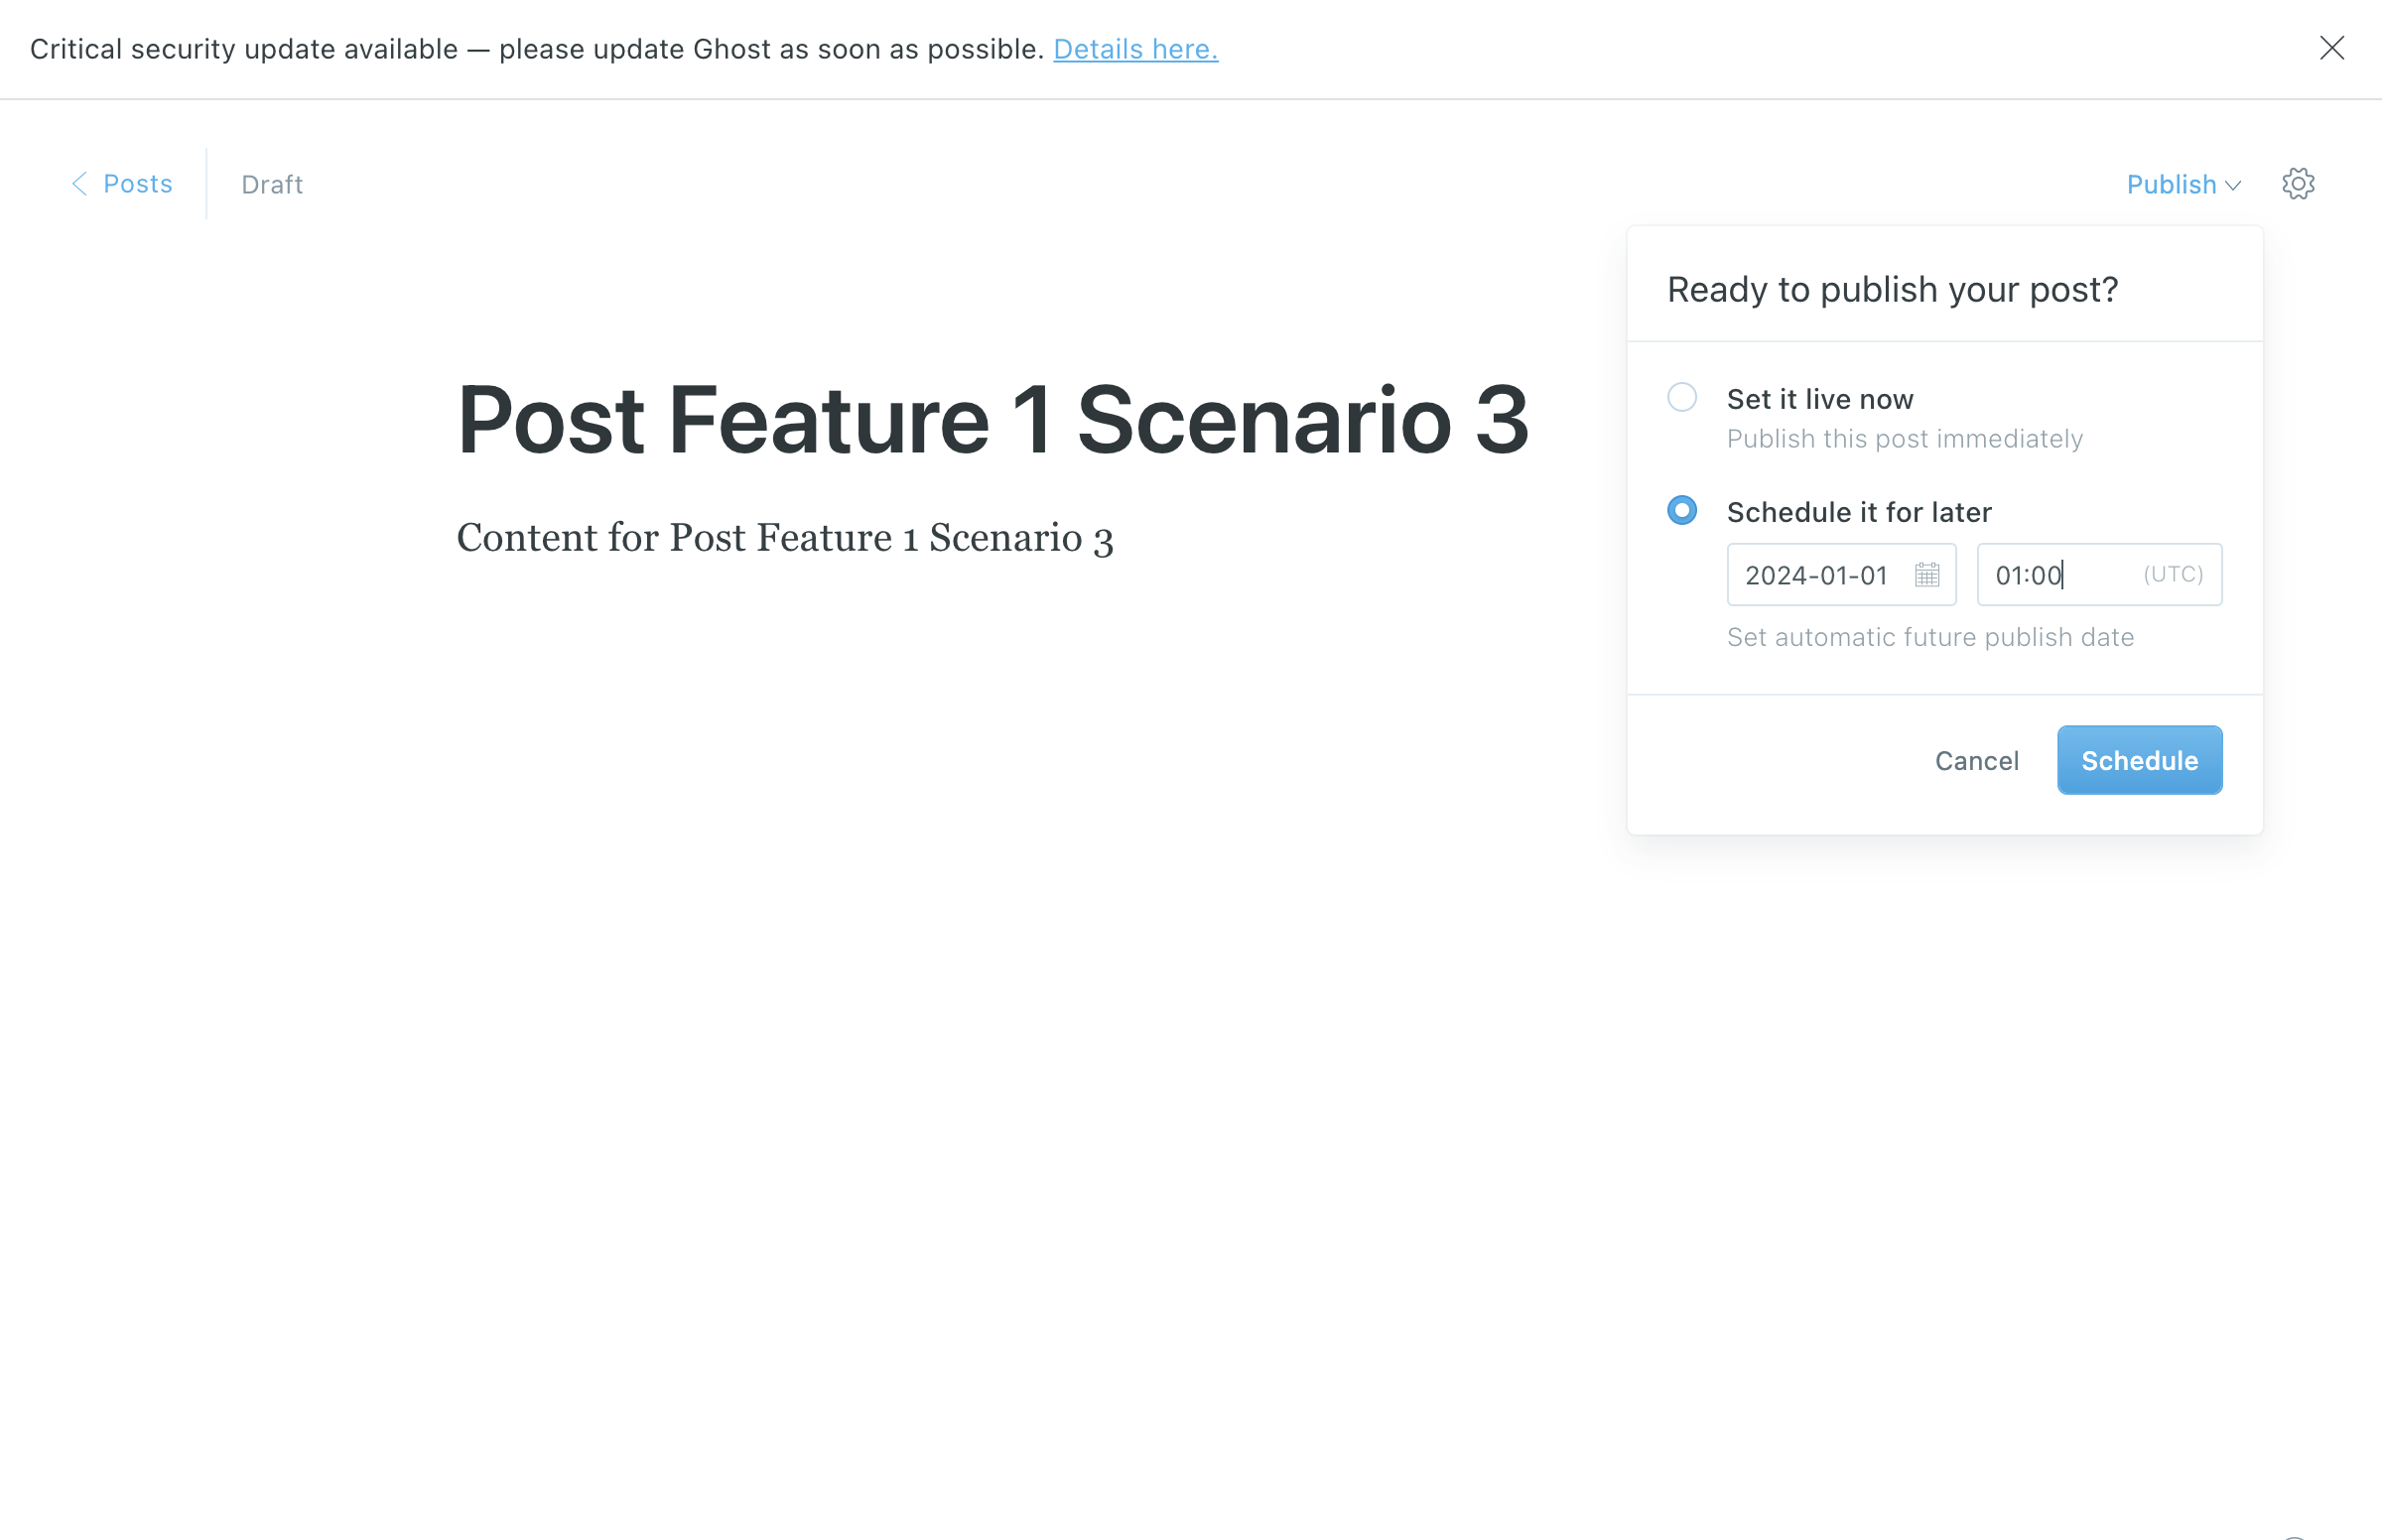 Critical security update available — please update Ghost as soon as possible. Details here.
Posts
Draft
Publish
Ready to publish your post?
Post Feature 1 Scenario 3
Content for Post Feature 1 Scenario 3
Set it live now
Publish this post immediately
Schedule it for later
2024-01-01
01:00 (UTC)
Set automatic future publish date
Cancel
Schedule